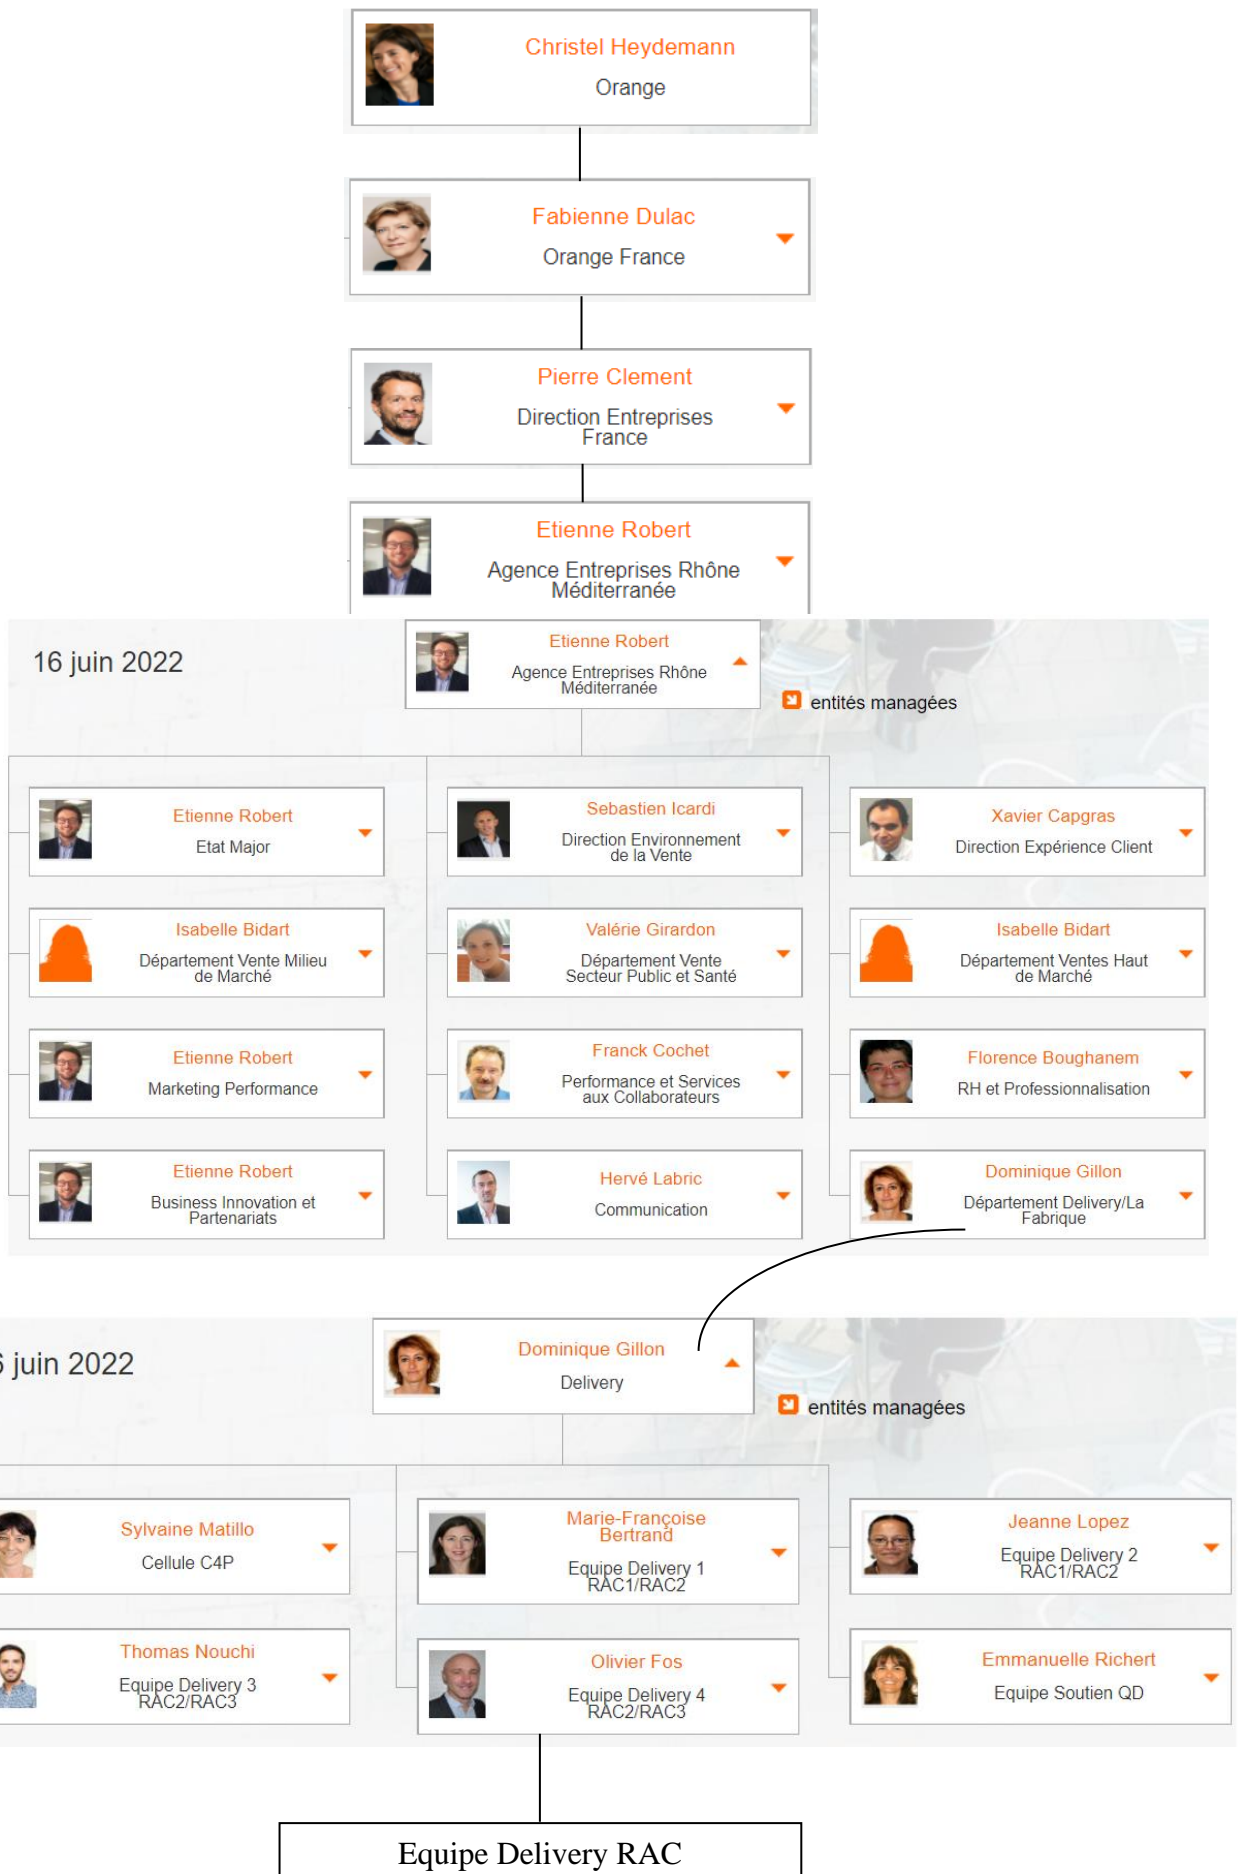 Christel Heydemann
Orange
Fabienne Dulac
Orange France
Pierre Clement
Direction Entreprises
France
Etienne Robert
Agence Entreprises Rhône
Méditerranée
16 juin 2022
Etienne Robert
Agence Entreprises Rhône
Méditerranée
entités managées
Etienne Robert
Etat Major
Sebastien Icardi
Direction Environnement
de la Vente
Xavier Capgras
Direction Expérience Client
Isabelle Bidart
Département Vente Milieu
de Marché
Valérie Girardon
Département Vente
Secteur Public et Santé
Isabelle Bidart
Département Ventes Haut
de Marché
Etienne Robert
Marketing Performance
Franck Cochet
Performance et Services
aux Collaborateurs
Florence Boughanem
RH et Professionnalisation
Etienne Robert
Business Innovation et
Partenariats
Hervé Labric
Communication
Dominique Gillon
Département Delivery/La
Fabrique
6 juin 2022
Dominique Gillon
Delivery
entités managées
Sylvaine Matillo
Cellule C4P
Marie-Françoise
Bertrand
Equipe Delivery 1
RAC1/RAC2
Jeanne Lopez
Equipe Delivery 2
RAC1/RAC2
Thomas Nouchi
Equipe Delivery 3
RAC2/RAC3
Olivier Fos
Equipe Delivery 4
RAC2/RAC3
Emmanuelle Richert
Equipe Soutien QD
Equipe Delivery RAC